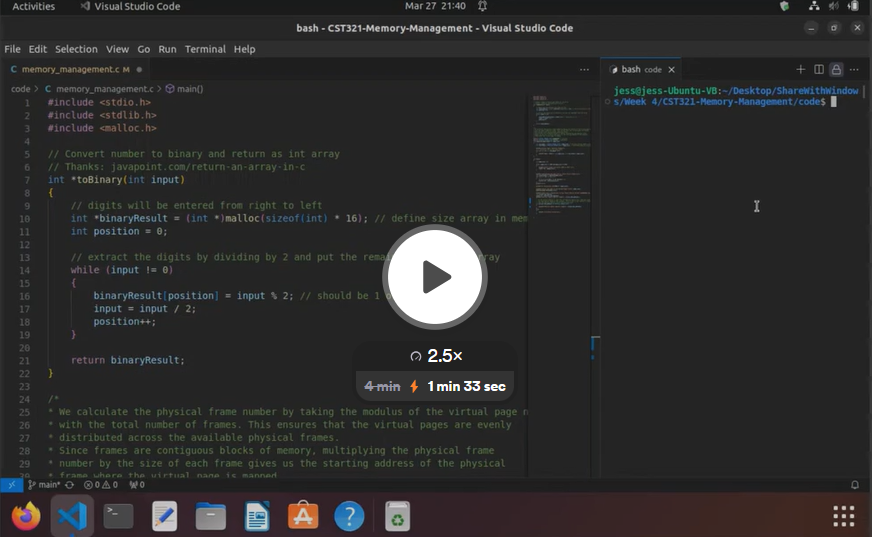 Activities Visual Studio Code Mar 27 21:40
bash - CST321-Memory-Management - Visual Studio Code
File Edit Selection View Go Run Terminal Help
C memory_management.c M
bash code
code > C memory_management.c > main()
jess@jess-Ubuntu-VB:~/Desktop/ShareWithWindow
s/Week 4/CST321-Memory-Management/code$
1 #include <stdio.h>
2 #include <stdlib.h>
3 #include <malloc.h>
4
5 // Convert number to binary and return as int array
6 // Thanks: javapoint.com/return-an-array-in-c
7 int *toBinary(int input)
8 {
9 // digits will be entered from right to left
10 int *binaryResult = (int *)malloc(sizeof(int) * 16); // define size array in mem
11 int position = 0;
12
13 // extract the digits by dividing by 2 and put the rema array
14 while (input != 0)
15 {
16 binaryResult[position] = input % 2; // should be 1
17 input = input / 2;
18 position++;
19 }
20
21 return binaryResult;
22 }
23
24 /*
25 * We calculate the physical frame number by taking the modulus of the virtual page n
26 * with the total number of frames. This ensures that the virtual pages are evenly
27 * distributed across the available physical frames.
28 * Since frames are contiguous blocks of memory, multiplying the physical frame
29 * number by the size of each frame gives us the starting address of the physical
30 * frame where the virtual page is mapped
2.5×
4 min 1 min 33 sec
main* 0 0 0